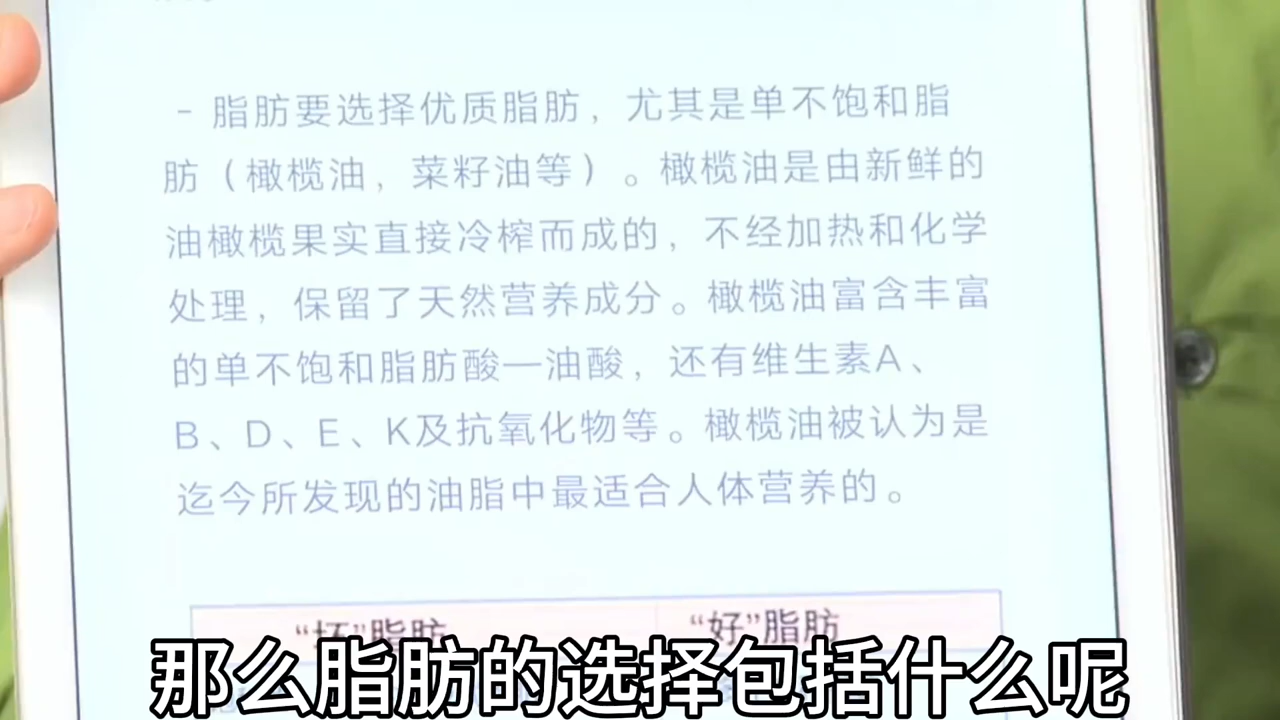 - 脂肪要选择优质脂肪，尤其是单不饱和脂
肪（橄榄油，菜籽油等）。橄榄油是由新鲜的
油橄榄果实直接冷榨而成的，不经加热和化学
处理，保留了天然营养成分。橄榄油富含丰富
的单不饱和脂肪酸—油酸，还有维生素A、
B、D、E、K及抗氧化物等。橄榄油被认为是
迄今所发现的油脂中最适合人体营养的。
“坏”脂肪 “好”脂肪
那么脂肪的选择包括什么呢